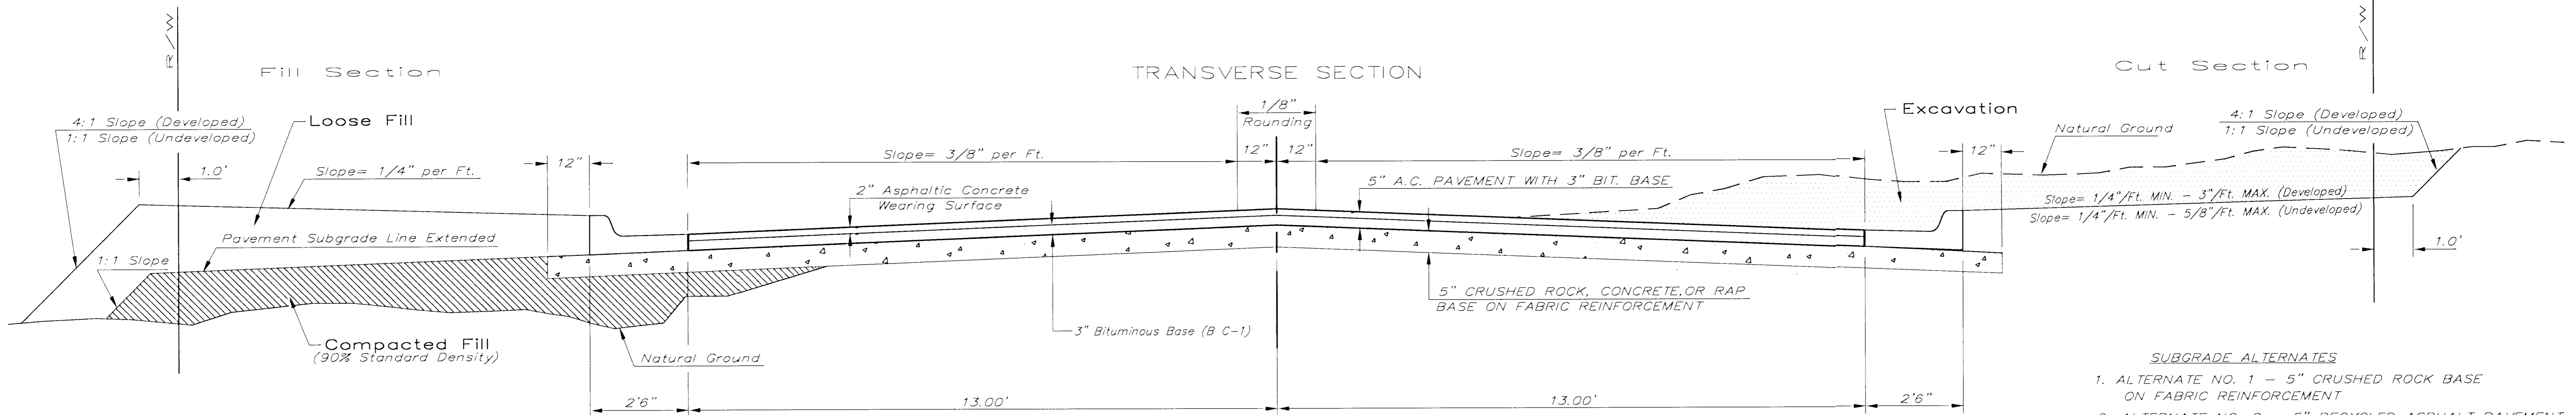 R/W
R/W
Fill Section
TRANSVERSE SECTION
Cut Section
4:1 Slope (Developed)
1:1 Slope (Undeveloped)
Loose Fill
1/8"
Rounding
Excavation
Natural Ground
4:1 Slope (Developed)
1:1 Slope (Undeveloped)
12"
Slope= 3/8" per Ft.
12"
12"
Slope= 3/8" per Ft.
12"
1.0'
Slope= 1/4" per Ft.
2" Asphaltic Concrete
Wearing Surface
5" A.C. PAVEMENT WITH 3" BIT. BASE
Slope= 1/4"/Ft. MIN. - 3"/Ft. MAX. (Developed)
Slope= 1/4"/Ft. MIN. - 5/8"/Ft. MAX. (Undeveloped)
Pavement Subgrade Line Extended
1:1 Slope
1.0'
5" CRUSHED ROCK, CONCRETE,OR RAP
BASE ON FABRIC REINFORCEMENT
3" Bituminous Base (B C-1)
Compacted Fill
(90% Standard Density)
Natural Ground
2'6"
13.00'
13.00'
2'6"
SUBGRADE ALTERNATES
1. ALTERNATE NO. 1 - 5" CRUSHED ROCK BASE
ON FABRIC REINFORCEMENT